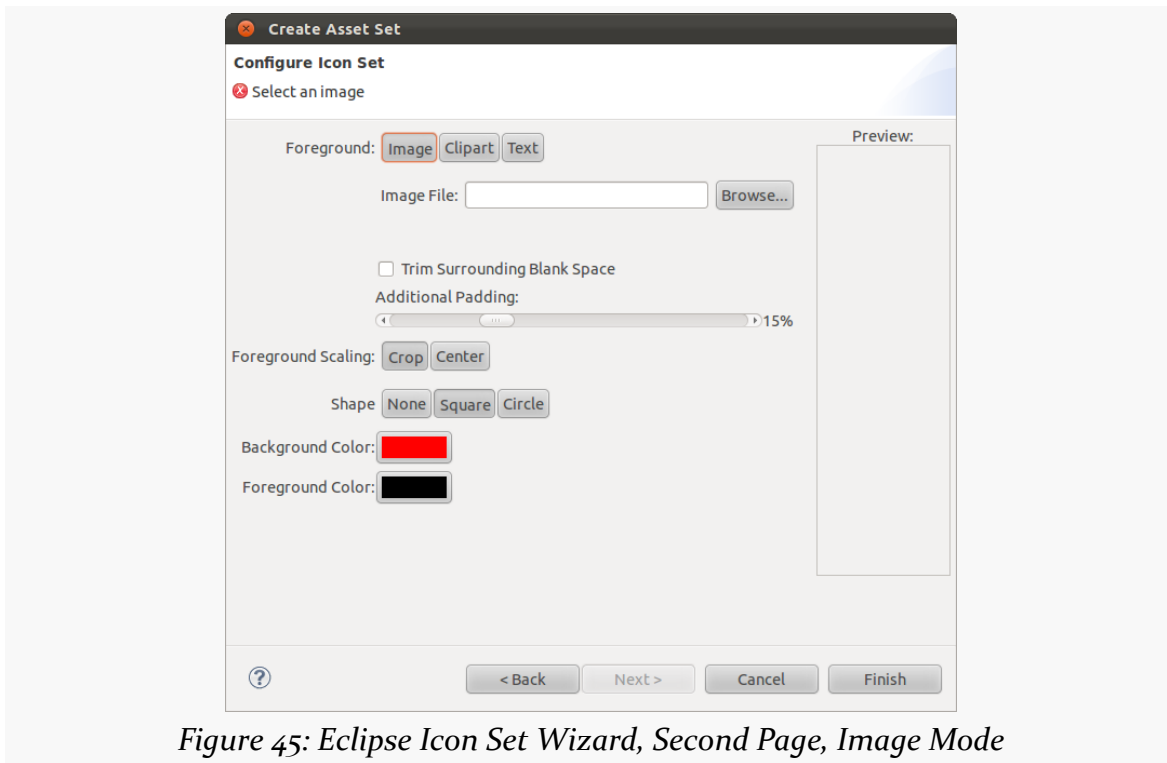 Create Asset Set
Configure Icon Set
Select an image
Foreground: Image Clipart Text
Preview:
Image File: Browse...
Trim Surrounding Blank Space
Additional Padding:
15%
Foreground Scaling: Crop Center
Shape None Square Circle
Background Color:
Foreground Color:
< Back Next > Cancel Finish
Figure 45: Eclipse Icon Set Wizard, Second Page, Image Mode